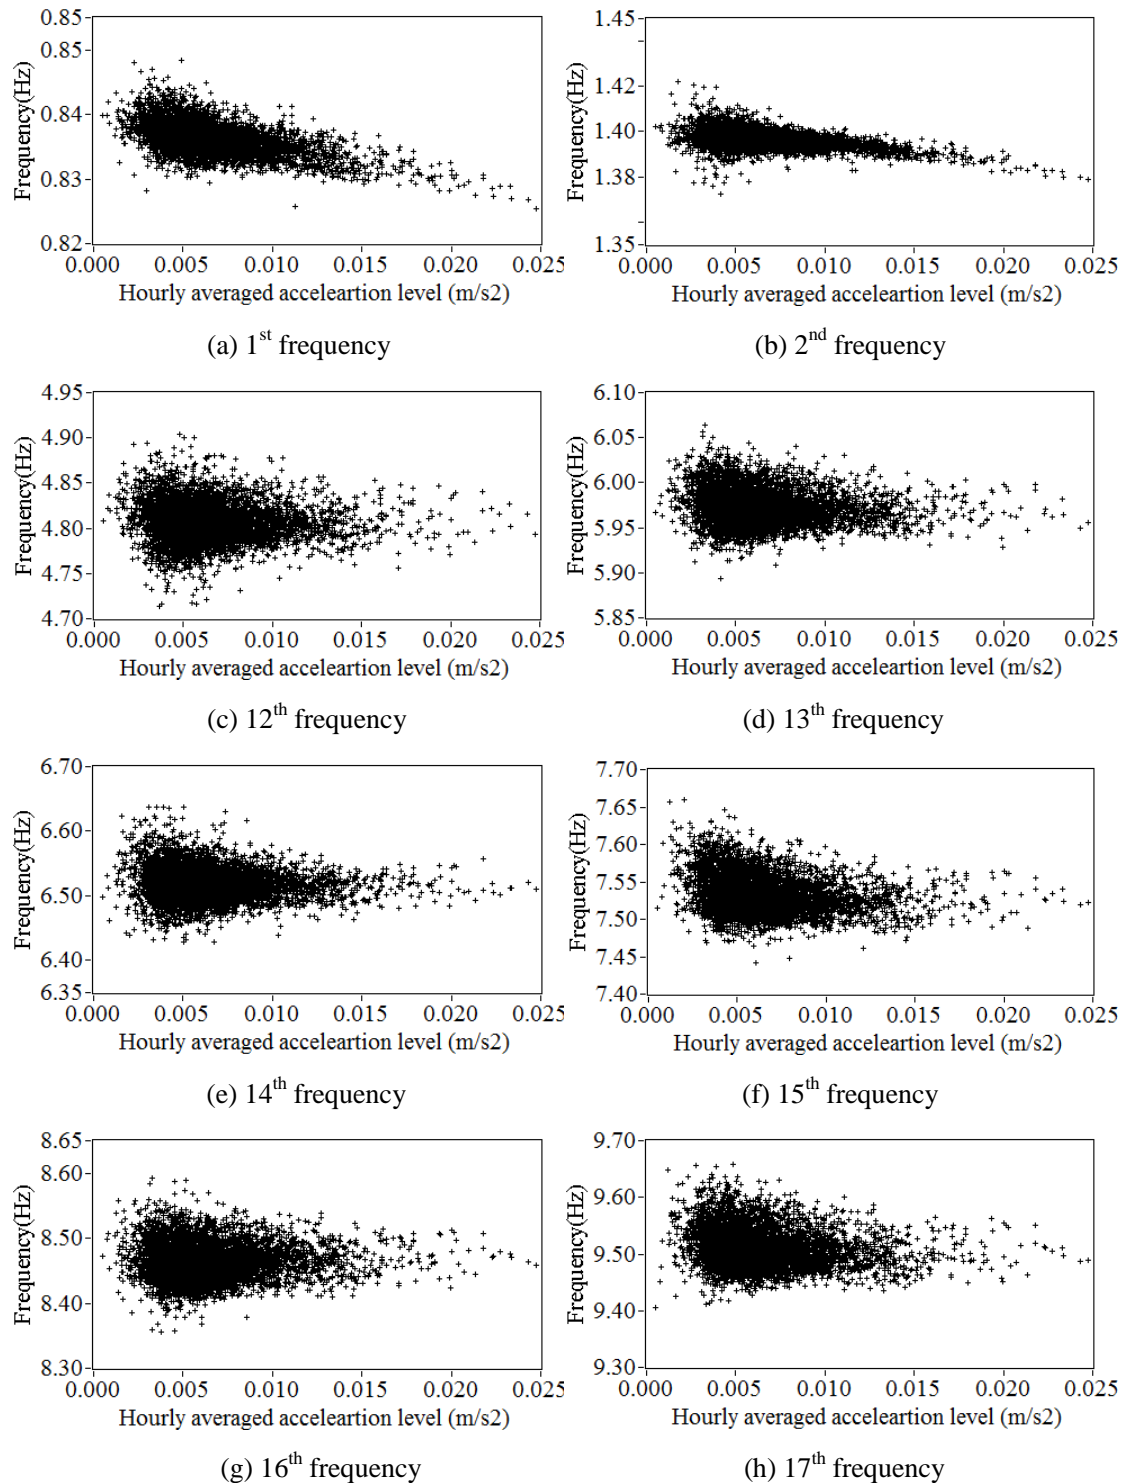 0.85
0.85
0.84
0.83
0.82
Frequency(Hz)
0.000 0.005 0.010 0.015 0.020 0.025
Hourly averaged acceleartion level (m/s2)
(a) 1st frequency
1.45
1.42
1.40
1.38
1.35
Frequency(Hz)
0.000 0.005 0.010 0.015 0.020 0.025
Hourly averaged acceleartion level (m/s2)
(b) 2nd frequency
4.95
4.90
4.85
4.80
4.75
4.70
Frequency(Hz)
0.000 0.005 0.010 0.015 0.020 0.025
Hourly averaged acceleartion level (m/s2)
(c) 12th frequency
6.10
6.05
6.00
5.95
5.90
5.85
Frequency(Hz)
0.000 0.005 0.010 0.015 0.020 0.025
Hourly averaged acceleartion level (m/s2)
(d) 13th frequency
6.70
6.60
6.50
6.40
6.35
Frequency(Hz)
0.000 0.005 0.010 0.015 0.020 0.025
Hourly averaged acceleartion level (m/s2)
(e) 14th frequency
7.70
7.65
7.60
7.55
7.50
7.45
7.40
Frequency(Hz)
0.000 0.005 0.010 0.015 0.020 0.025
Hourly averaged acceleartion level (m/s2)
(f) 15th frequency
8.65
8.60
8.50
8.40
8.30
Frequency(Hz)
0.000 0.005 0.010 0.015 0.020 0.025
Hourly averaged acceleartion level (m/s2)
(g) 16th frequency
9.70
9.60
9.50
9.40
9.30
Frequency(Hz)
0.000 0.005 0.010 0.015 0.020 0.025
Hourly averaged acceleartion level (m/s2)
(h) 17th frequency